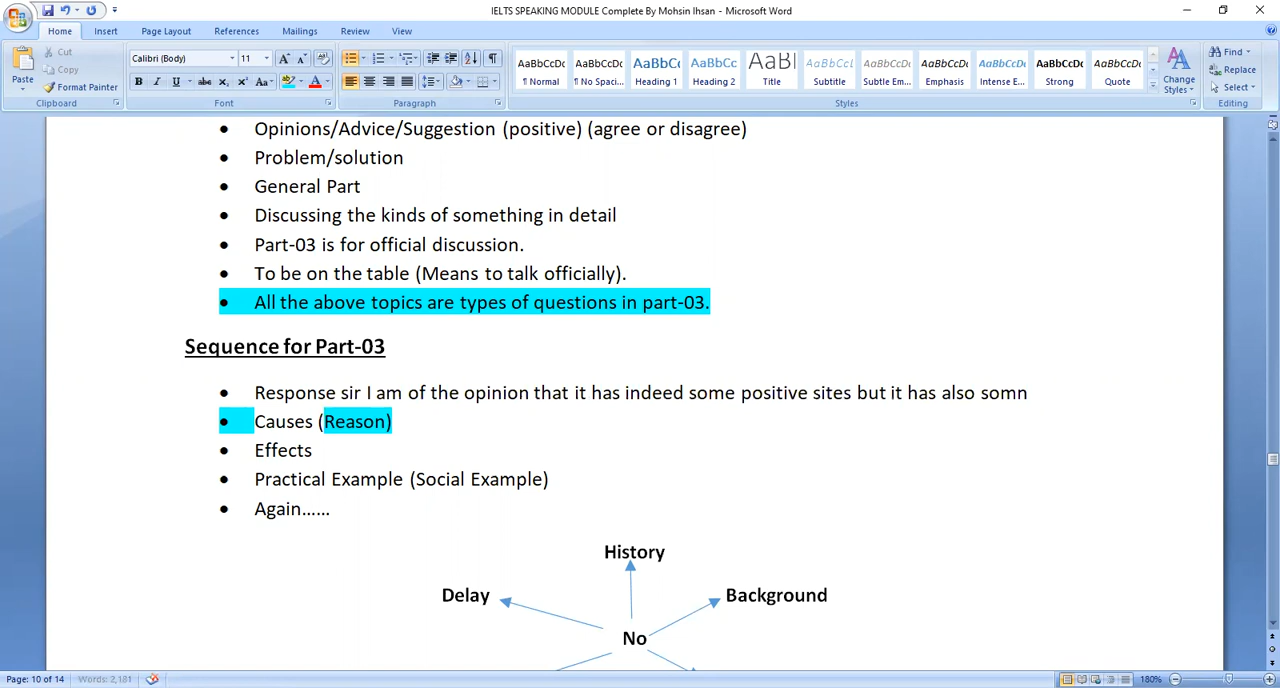 IELTS SPEAKING MODULE Complete By Mohsin Ihsan - Microsoft Word
Home Insert Page Layout References Mailings Review View
Paste
Cut
Copy
Format Painter
Clipboard
Calibri (Body) 11
Font
Paragraph
AaBbCcDc AaBbCcDc AaBbCc AaBbCc AaBl AaBbCcL AaBbCcDc AaBbCcDc AaBbCcDc AaBbCcDc AaBbCcDc
¶ Normal ¶ No Spaci... Heading 1 Heading 2 Title Subtitle Subtle Em... Emphasis Intense E... Strong Quote
Change Styles
Styles
Find
Replace
Select
Editing
• Opinions/Advice/Suggestion (positive) (agree or disagree)
• Problem/solution
• General Part
• Discussing the kinds of something in detail
• Part-03 is for official discussion.
• To be on the table (Means to talk officially).
• All the above topics are types of questions in part-03.
Sequence for Part-03
• Response sir I am of the opinion that it has indeed some positive sites but it has also somn
• Causes (Reason)
• Effects
• Practical Example (Social Example)
• Again......
History
Delay Background
No
Page: 10 of 14 Words: 2,181 180%